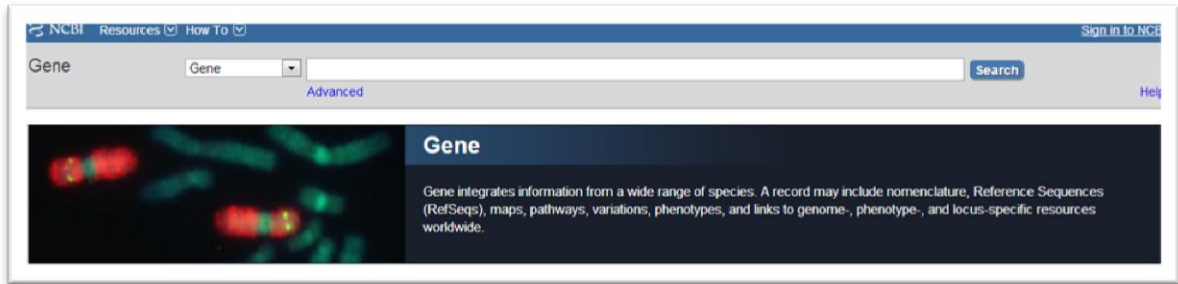 NCBI Resources How To Sign in to NCB
Gene Gene Search
Advanced Help
Gene
Gene integrates information from a wide range of species. A record may include nomenclature, Reference Sequences
(RefSeqs), maps, pathways, variations, phenotypes, and links to genome-, phenotype-, and locus-specific resources
worldwide.